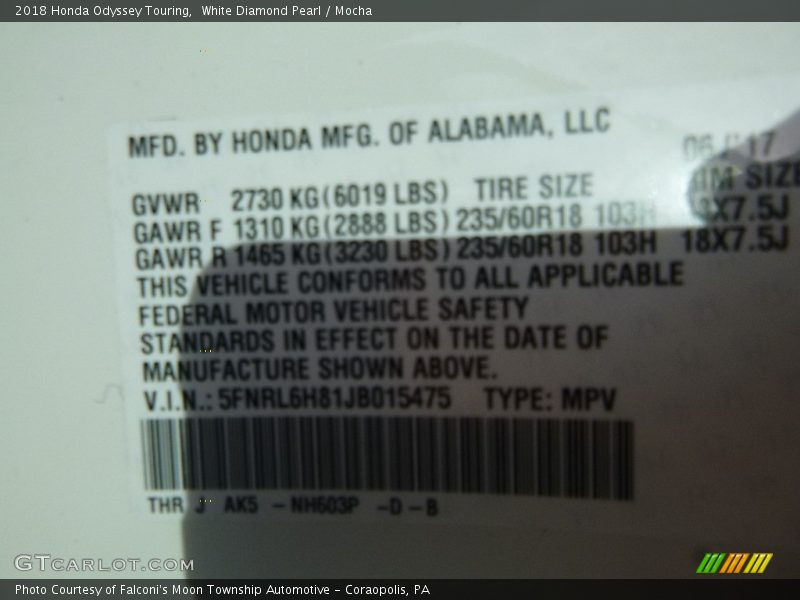 2018 Honda Odyssey Touring,  White Diamond Pearl / Mocha
MFD. BY HONDA MFG. OF ALABAMA, LLC
GVWR 2730 KG(6019 LBS) TIRE SIZE SIZE
GAWR F 1310 KG(2888 LBS) 235/60R18 103H X7.5J
GAWR R 1465 KG(3230 LBS) 235/60R18 103H 18X7.5J
THIS VEHICLE CONFORMS TO ALL APPLICABLE
FEDERAL MOTOR VEHICLE SAFETY
STANDARDS IN EFFECT ON THE DATE OF
MANUFACTURE SHOWN ABOVE.
V.I.N.: 5FNRL6H81JB015475 TYPE: MPV
THR J AK5 - NH603P - D - B
GTCARLOT.COM
Photo Courtesy of Falconi's Moon Township Automotive - Coraopolis, PA